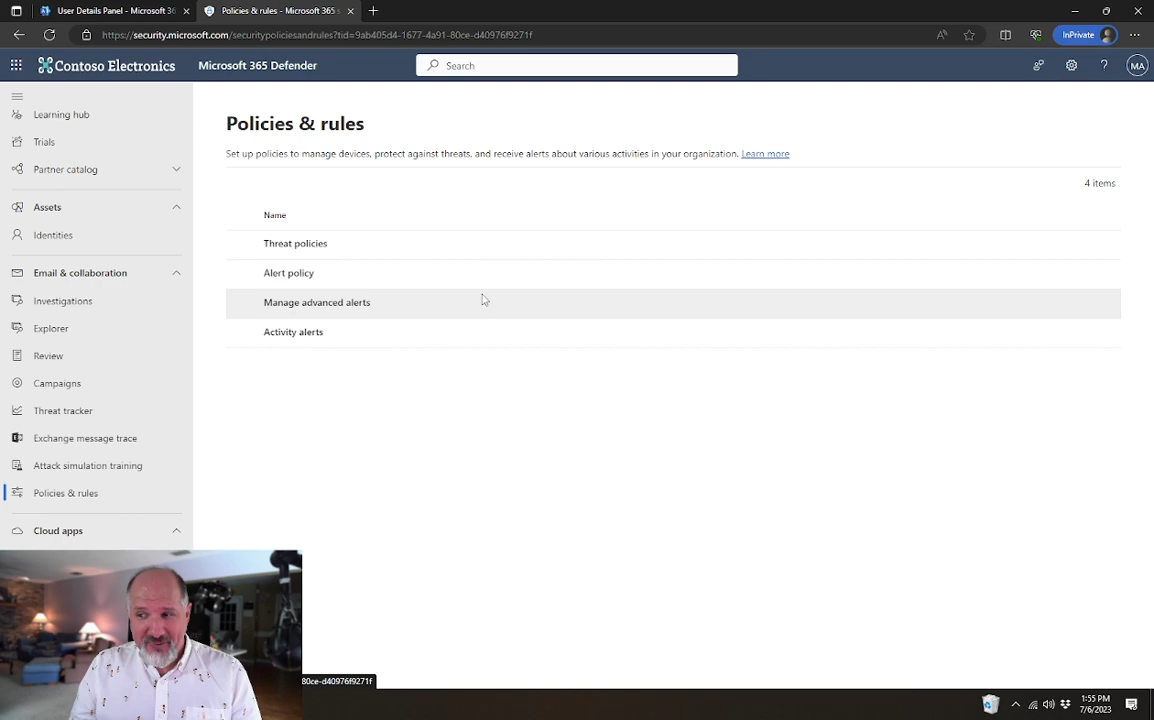 User Details Panel - Microsoft 36
Policies & rules - Microsoft 365 s
https://security.microsoft.com/securitypoliciesandrules?tid=9ab405d4-1677-4a91-80ce-d40976f9271f
InPrivate
Contoso Electronics
Microsoft 365 Defender
Search
MA
Learning hub
Trials
Partner catalog
Assets
Identities
Email & collaboration
Investigations
Explorer
Review
Campaigns
Threat tracker
Exchange message trace
Attack simulation training
Policies & rules
Cloud apps
Policies & rules
Set up policies to manage devices, protect against threats, and receive alerts about various activities in your organization. Learn more
4 items
Name
Threat policies
Alert policy
Manage advanced alerts
Activity alerts
80ce-d40976f9271f
1:55 PM
7/6/2023